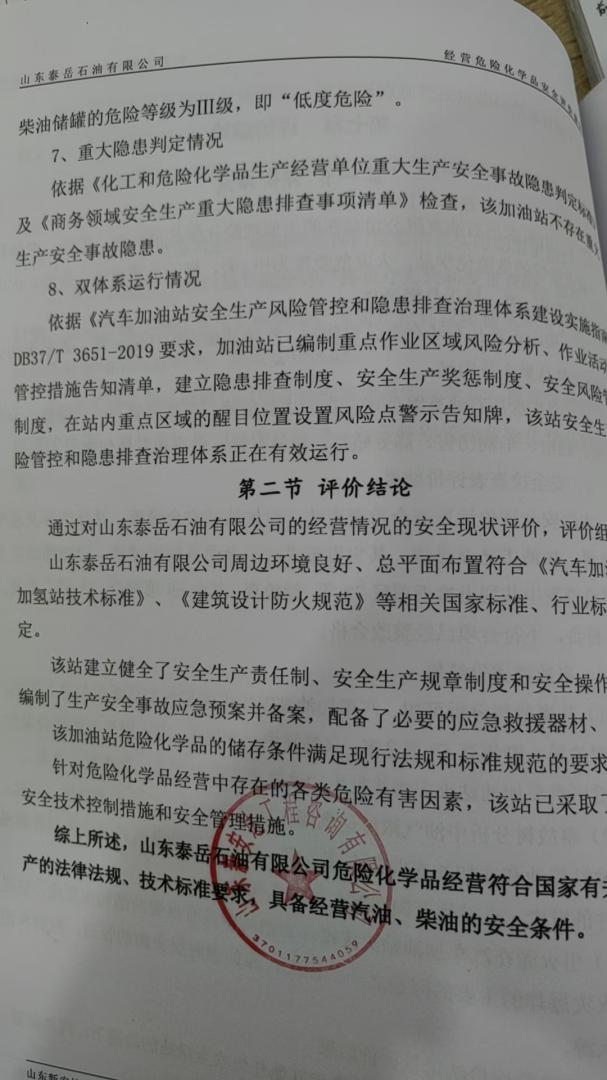 山东泰岳石油有限公司
经营危险化学品安全
柴油储罐的危险等级为III级，即“低度危险”。
7、重大隐患判定情况
依据《化工和危险化学品生产经营单位重大生产安全事故隐患判定标准
及《商务领域安全生产重大隐患排查事项清单》检查，该加油站不存在重大
生产安全事故隐患。
8、双体系运行情况
依据《汽车加油站安全生产风险管控和隐患排查治理体系建设实施指南
DB37/T 3651-2019 要求，加油站已编制重点作业区域风险分析、作业活动
管控措施告知清单，建立隐患排查制度、安全生产奖惩制度、安全风险管
制度，在站内重点区域的醒目位置设置风险点警示告知牌，该站安全生
险管控和隐患排查治理体系正在有效运行。
第二节 评价结论
通过对山东泰岳石油有限公司的经营情况的安全现状评价，评价组
山东泰岳石油有限公司周边环境良好、总平面布置符合《汽车加油
加氢站技术标准》、《建筑设计防火规范》等相关国家标准、行业标
定。
该站建立健全了安全生产责任制、安全生产规章制度和安全操作
编制了生产安全事故应急预案并备案，配备了必要的应急救援器材、
该加油站危险化学品的储存条件满足现行法规和标准规范的要求
针对危险化学品经营中存在的各类危险有害因素，该站已采取了
安全技术控制措施和安全管理措施。
综上所述，山东泰岳石油有限公司危险化学品经营符合国家有关
产的法律法规、技术标准要求，具备经营汽油、柴油的安全条件。
工程咨询有限公司
3701177544059
山东新安